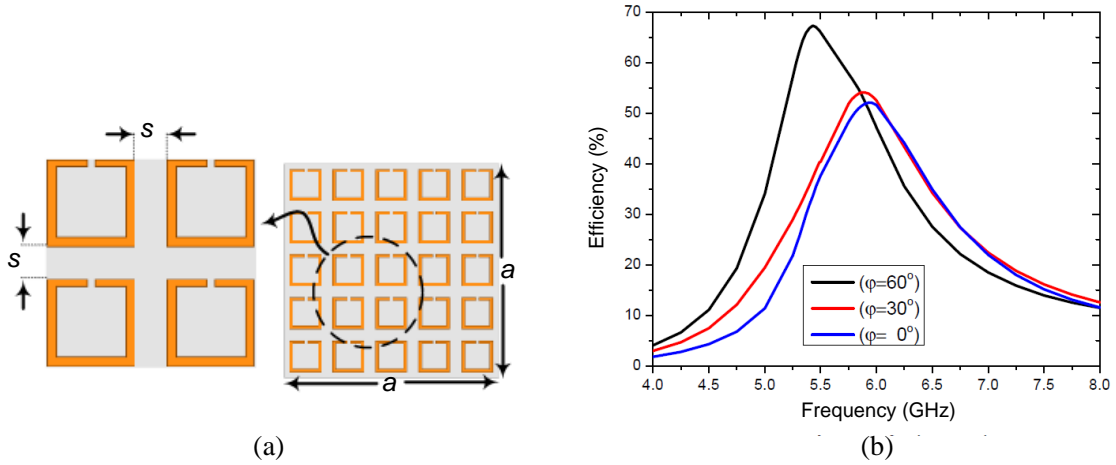 s
s
a
a
(a)
70
60
50
40
30
20
10
0
Efficiency (%)
(φ=60°)
(φ=30°)
(φ= 0°)
4.0 4.5 5.0 5.5 6.0 6.5 7.0 7.5 8.0
Frequency (GHz)
(b)